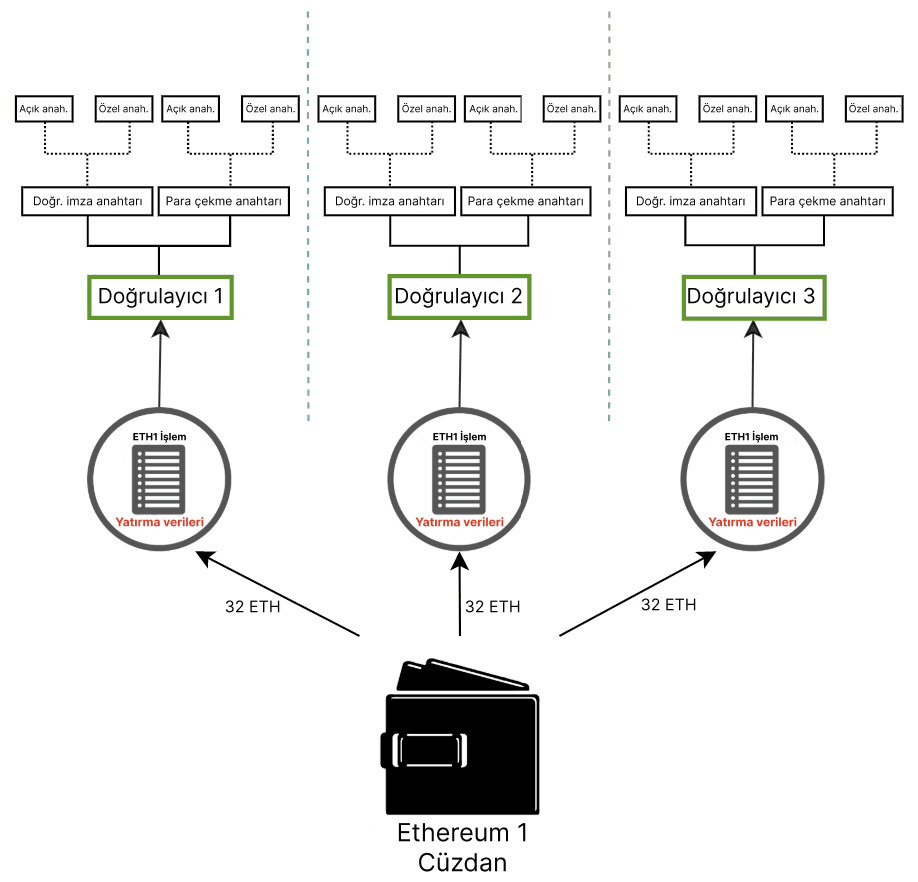 Açık anah. Özel anah. Açık anah. Özel anah. Açık anah. Özel anah. Açık anah. Özel anah. Açık anah. Özel anah. Açık anah. Özel anah.
Doğr. imza anahtarı Para çekme anahtarı Doğr. imza anahtarı Para çekme anahtarı Doğr. imza anahtarı Para çekme anahtarı
Doğrulayıcı 1 Doğrulayıcı 2 Doğrulayıcı 3
ETH1 İşlem ETH1 İşlem ETH1 İşlem
Yatırma verileri Yatırma verileri Yatırma verileri
32 ETH 32 ETH 32 ETH
Ethereum 1
Cüzdan